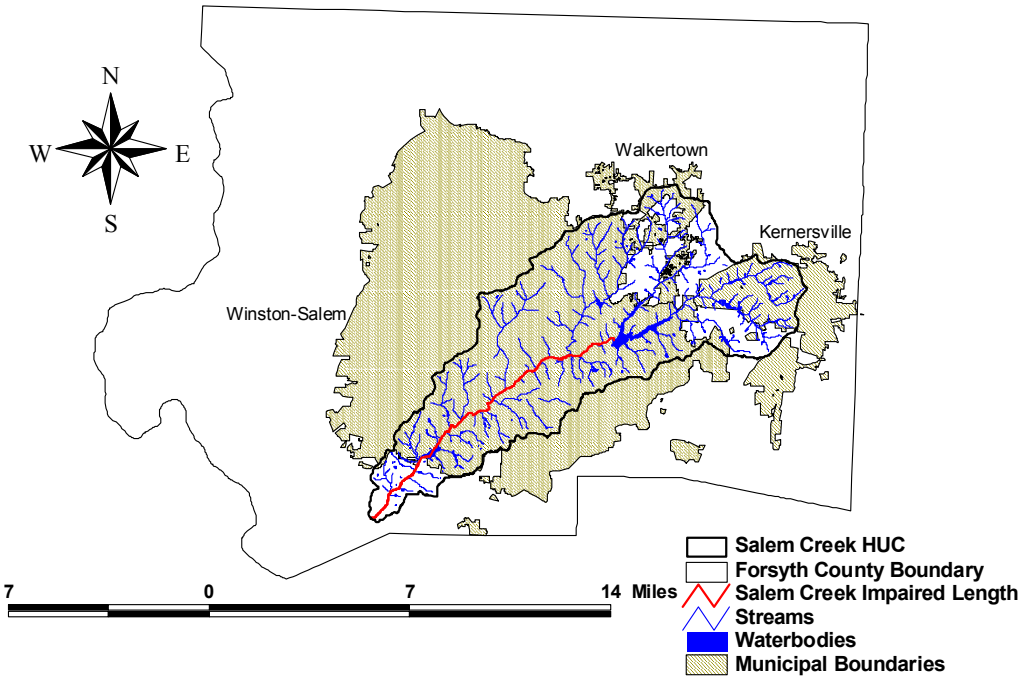 N
W E
S
Walkertown
Kernersville
Winston-Salem
Salem Creek HUC
Forsyth County Boundary
7 0 7 14 Miles
Salem Creek Impaired Length
Streams
Waterbodies
Municipal Boundaries